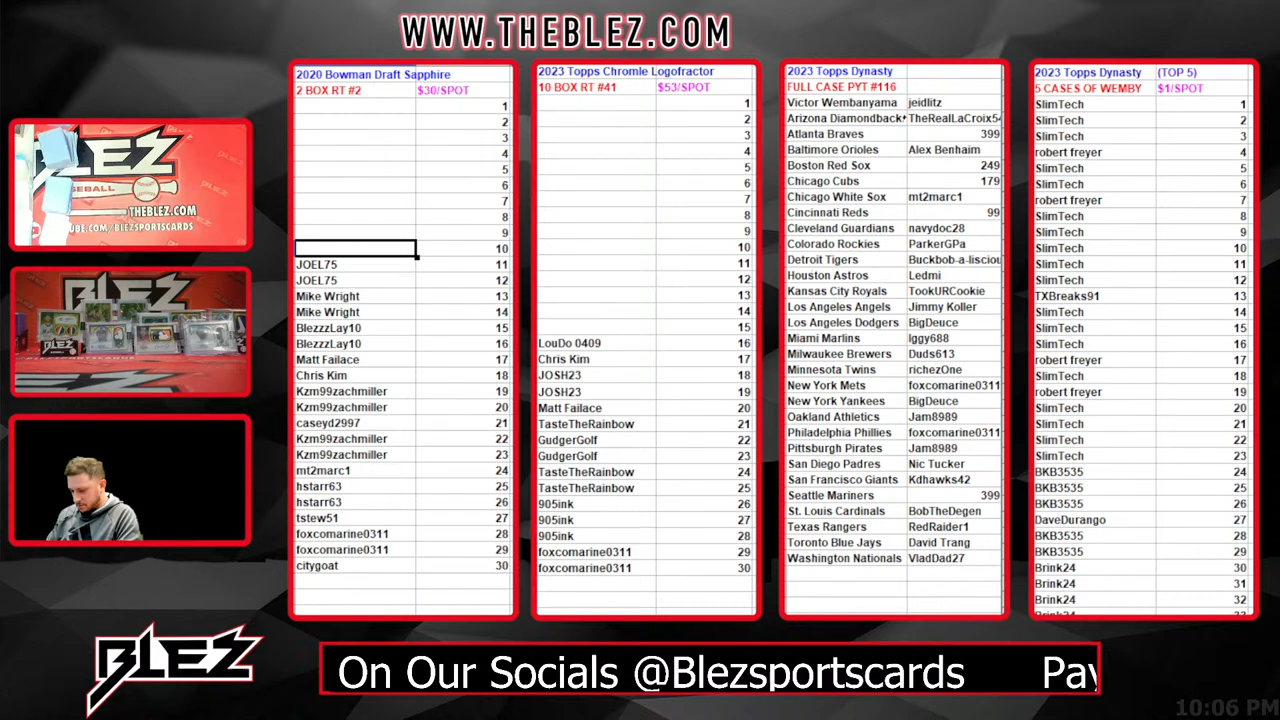 WWW.THEBLEZ.COM
2020 Bowman Draft Sapphire
2 BOX RT #2 $30/SPOT
1
2
3
4
5
6
7
8
9
10
JOEL75 11
JOEL75 12
Mike Wright 13
Mike Wright 14
BlezzzLay10 15
BlezzzLay10 16
Matt Failace 17
Chris Kim 18
Kzm99zachmiller 19
Kzm99zachmiller 20
caseyd2997 21
Kzm99zachmiller 22
Kzm99zachmiller 23
mt2marc1 24
hstarr63 25
hstarr63 26
tstew51 27
foxcomarine0311 28
foxcomarine0311 29
citygoat 30
2023 Topps Chromle Logofractor
10 BOX RT #41 $53/SPOT
1
2
3
4
5
6
7
8
9
10
11
12
13
14
15
LouDo 0409 16
Chris Kim 17
JOSH23 18
JOSH23 19
Matt Failace 20
TasteTheRainbow 21
GudgerGolf 22
GudgerGolf 23
TasteTheRainbow 24
TasteTheRainbow 25
905ink 26
905ink 27
905ink 28
foxcomarine0311 29
foxcomarine0311 30
2023 Topps Dynasty
FULL CASE PYT #116
Victor Wembanyama jeidlitz
Arizona Diamondback TheRealLaCroix54
Atlanta Braves 399
Baltimore Orioles Alex Benhaim
Boston Red Sox 249
Chicago Cubs 179
Chicago White Sox mt2marc1
Cincinnati Reds 99
Cleveland Guardians navydoc28
Colorado Rockies ParkerGPa
Detroit Tigers Buckbob-a-lisciou
Houston Astros Ledmi
Kansas City Royals TookURCookie
Los Angeles Angels Jimmy Koller
Los Angeles Dodgers BigDeuce
Miami Marlins Iggy688
Milwaukee Brewers Duds613
Minnesota Twins richezOne
New York Mets foxcomarine0311
New York Yankees BigDeuce
Oakland Athletics Jam8989
Philadelphia Phillies foxcomarine0311
Pittsburgh Pirates Jam8989
San Diego Padres Nic Tucker
San Francisco Giants Kdhawks42
Seattle Mariners 399
St. Louis Cardinals BobTheDegen
Texas Rangers RedRaider1
Toronto Blue Jays David Trang
Washington Nationals VladDad27
2023 Topps Dynasty (TOP 5)
5 CASES OF WEMBY $1/SPOT
SlimTech 1
SlimTech 2
SlimTech 3
robert freyer 4
SlimTech 5
SlimTech 6
robert freyer 7
SlimTech 8
SlimTech 9
SlimTech 10
SlimTech 11
SlimTech 12
TXBreaks91 13
SlimTech 14
SlimTech 15
SlimTech 16
robert freyer 17
SlimTech 18
robert freyer 19
SlimTech 20
SlimTech 21
SlimTech 22
SlimTech 23
BKB3535 24
BKB3535 25
BKB3535 26
DaveDurango 27
BKB3535 28
BKB3535 29
Brink24 30
Brink24 31
Brink24 32
Brink24 33
BLEZ
THEBLEZ.COM
BLEZ
BLEZ
On Our Socials @Blezsportscards Pay
10:06 PM